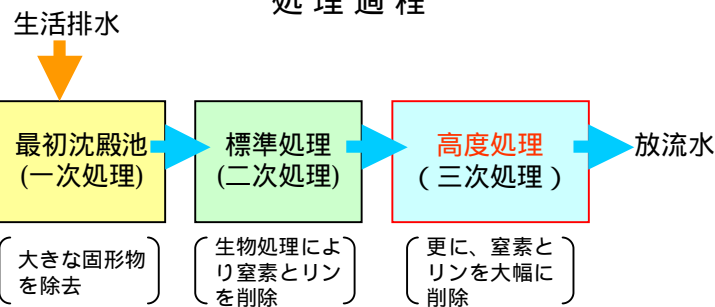 処理過程
生活排水
最初沈殿池
(一次処理)
標準処理
(二次処理)
高度処理
(三次処理)
放流水
大きな固形物
を除去
生物処理によ
り窒素とリン
を削除
更に、窒素と
リンを大幅に
削除